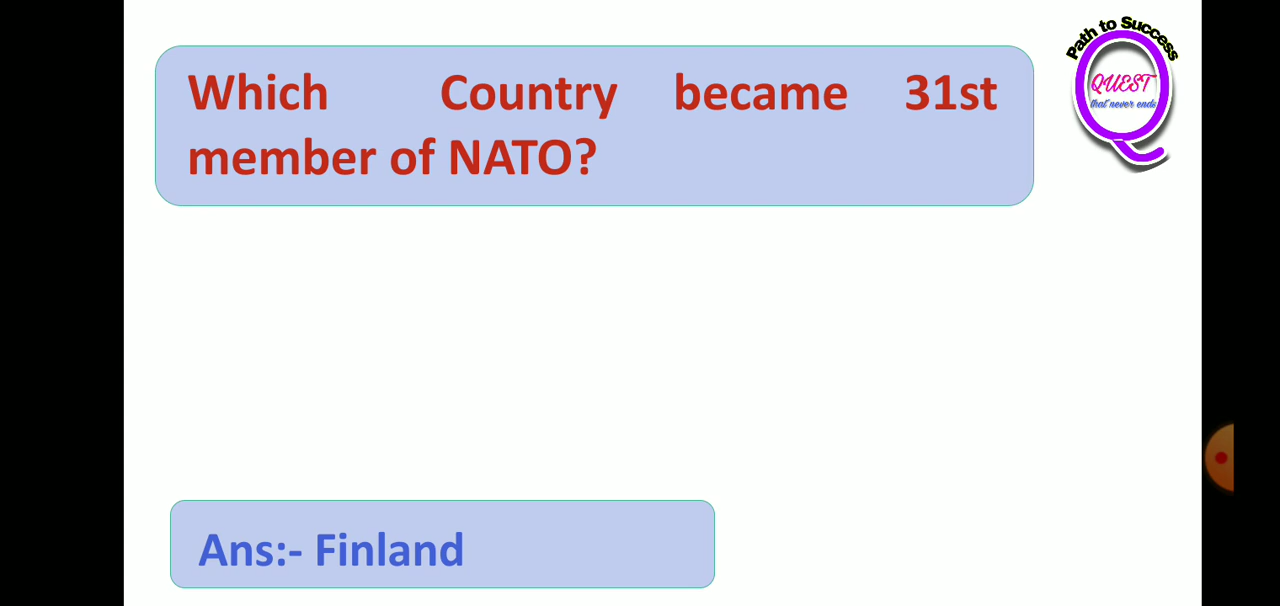 Path to Success
Which Country became 31st
QUEST
that never ends
member of NATO?
Ans:- Finland